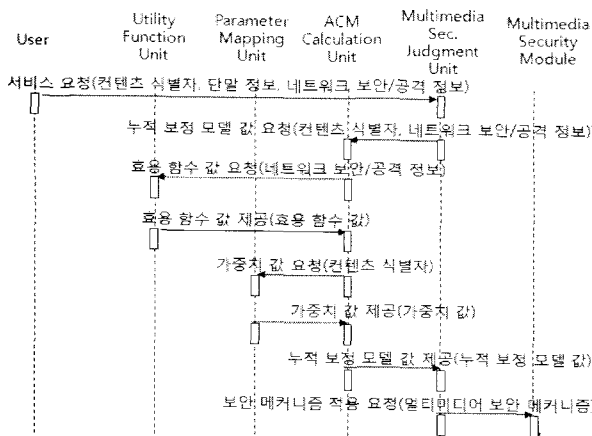 User
Utility
Function
Unit
Parameter
Mapping
Unit
ACM
Calculation
Unit
Multimedia
Sec.
Judgment
Unit
Multimedia
Security
Module
서비스 요청(컨텐츠 식별자, 단말 정보, 네트워크 보안/공격 정보)
누적 보정 모델 값 요청(컨텐츠 식별자, 네트워크 보안/공격 정보)
효용 함수 값 요청(네트워크 보안/공격 정보)
효용 함수 값 제공(효용 함수 값)
가중치 값 요청(컨텐츠 식별자)
가중치 값 제공(가중치 값)
누적 보정 모델 값 제공(누적 보정 모델 값)
보안 메커니즘 적용 요청(멀티미디어 보안 메커니즘)